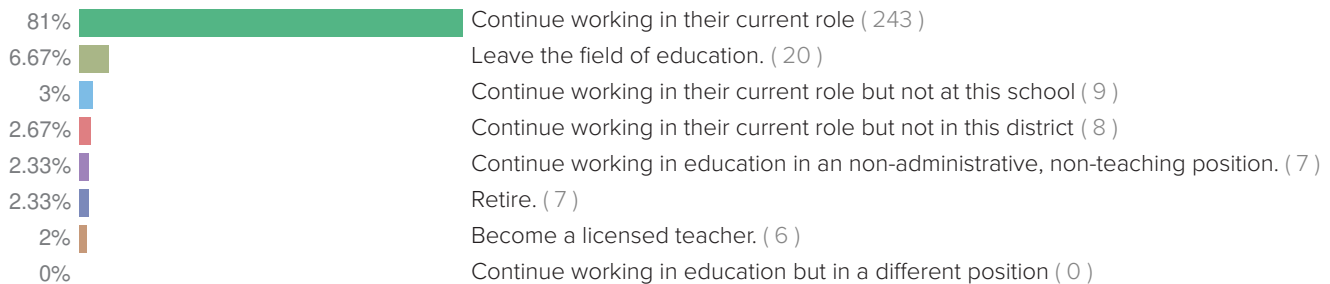 81% Continue working in their current role ( 243 )
6.67% Leave the field of education. ( 20 )
3% Continue working in their current role but not at this school ( 9 )
2.67% Continue working in their current role but not in this district ( 8 )
2.33% Continue working in education in an non-administrative, non-teaching position. ( 7 )
2.33% Retire. ( 7 )
2% Become a licensed teacher. ( 6 )
0% Continue working in education but in a different position ( 0 )